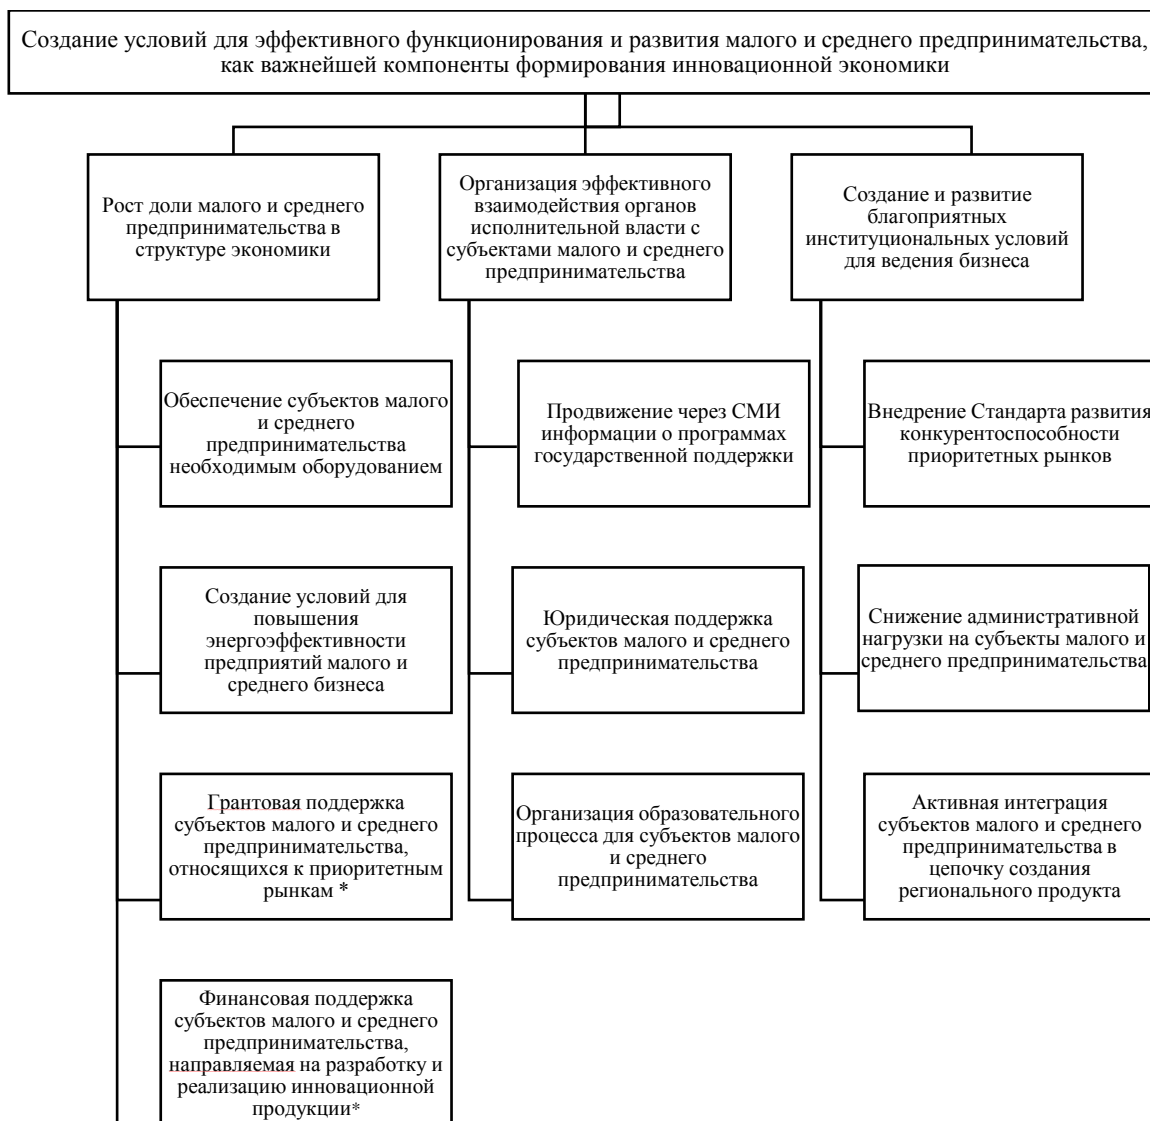 Создание условий для эффективного функционирования и развития малого и среднего предпринимательства,
как важнейшей компоненты формирования инновационной экономики
Рост доли малого и среднего
предпринимательства в
структуре экономики
Организация эффективного
взаимодействия органов
исполнительной власти с
субъектами малого и среднего
предпринимательства
Создание и развитие
благоприятных
институциональных условий
для ведения бизнеса
Обеспечение субъектов малого
и среднего
предпринимательства
необходимым оборудованием
Продвижение через СМИ
информации о программах
государственной поддержки
Внедрение Стандарта развития
конкурентоспособности
приоритетных рынков
Создание условий для
повышения
энергоэффективности
предприятий малого и
среднего бизнеса
Юридическая поддержка
субъектов малого и среднего
предпринимательства
Снижение административной
нагрузки на субъекты малого и
среднего предпринимательства
Грантовая поддержка
субъектов малого и среднего
предпринимательства,
относящихся к приоритетным
рынкам *
Организация образовательного
процесса для субъектов малого
и среднего
предпринимательства
Активная интеграция
субъектов малого и среднего
предпринимательства в
цепочку создания
регионального продукта
Финансовая поддержка
субъектов малого и среднего
предпринимательства,
направляемая на разработку и
реализацию инновационной
продукции*